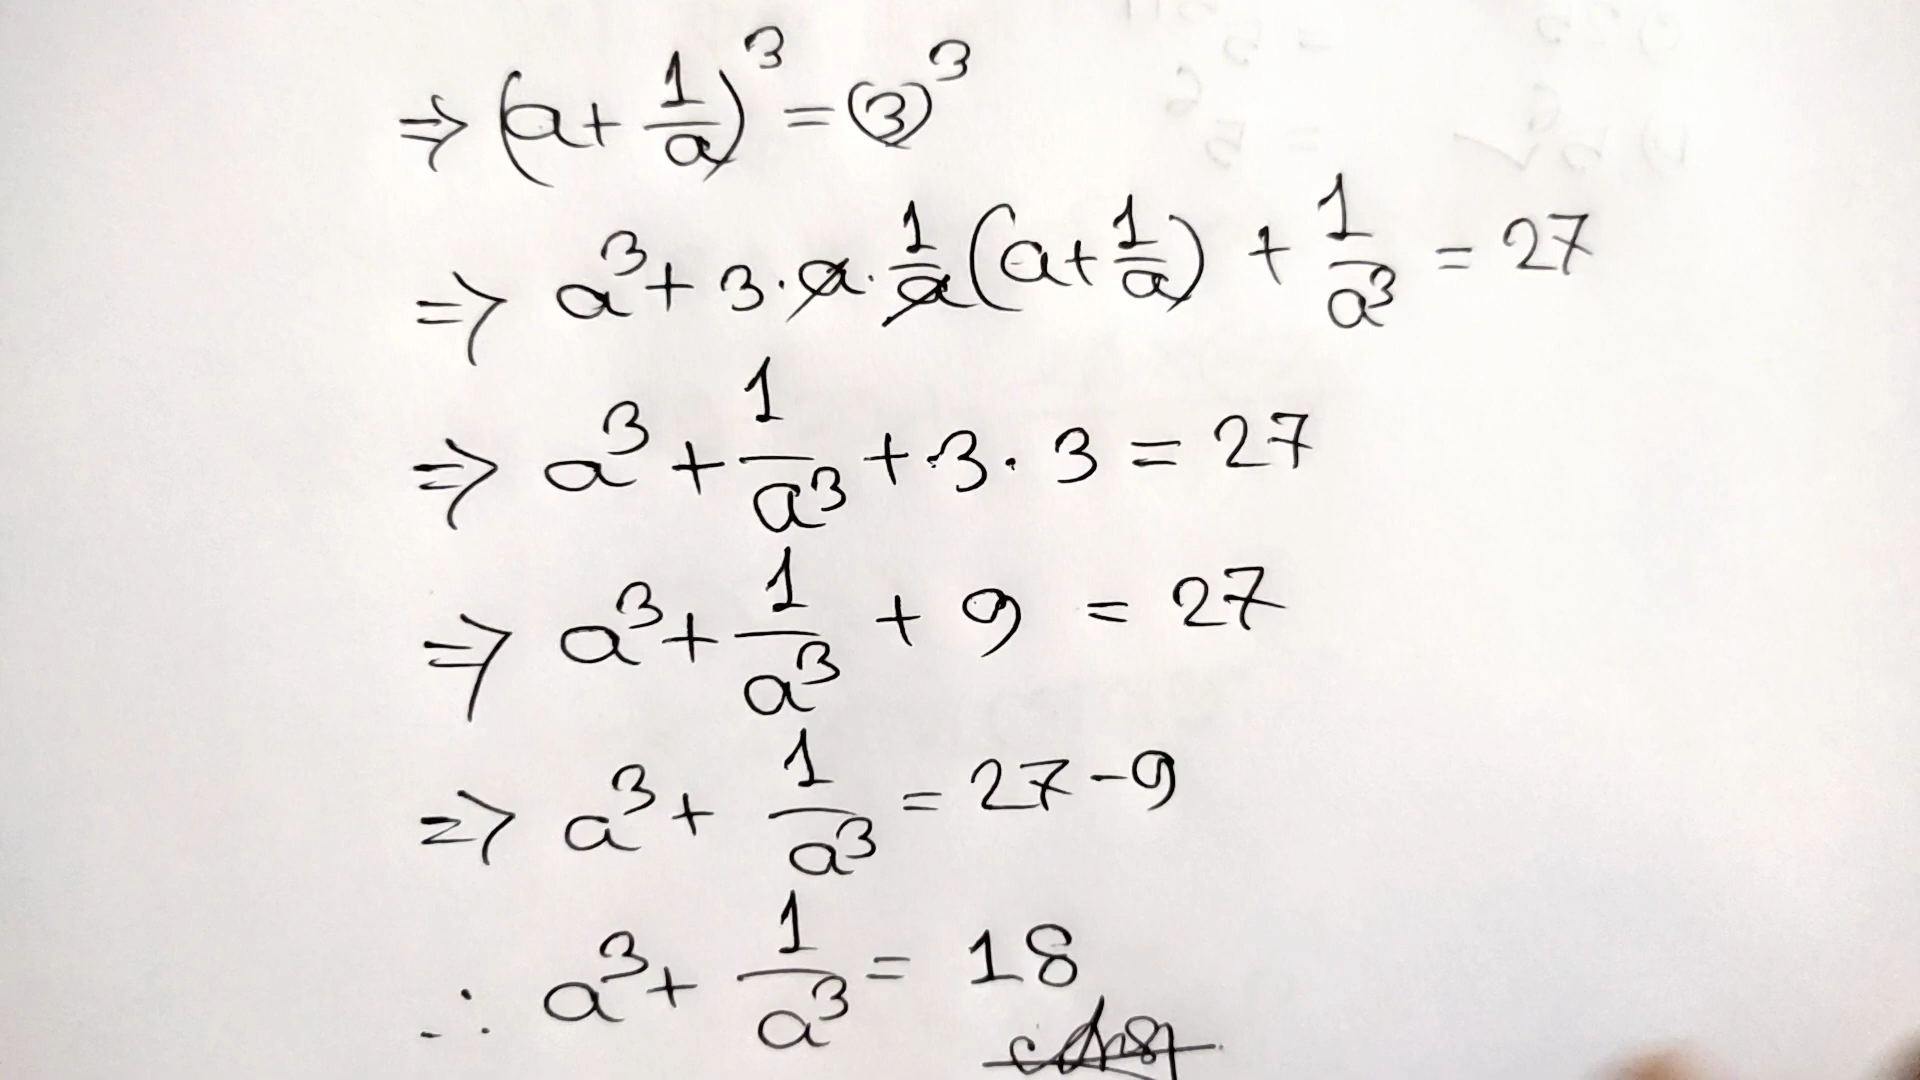 ⇒ (a + 1/a)³ = (3)³
⇒ a³ + 3 · a · 1/a (a + 1/a) + 1/a³ = 27
⇒ a³ + 1/a³ + 3 · 3 = 27
⇒ a³ + 1/a³ + 9 = 27
⇒ a³ + 1/a³ = 27 - 9
∴ a³ + 1/a³ = 18
Ans